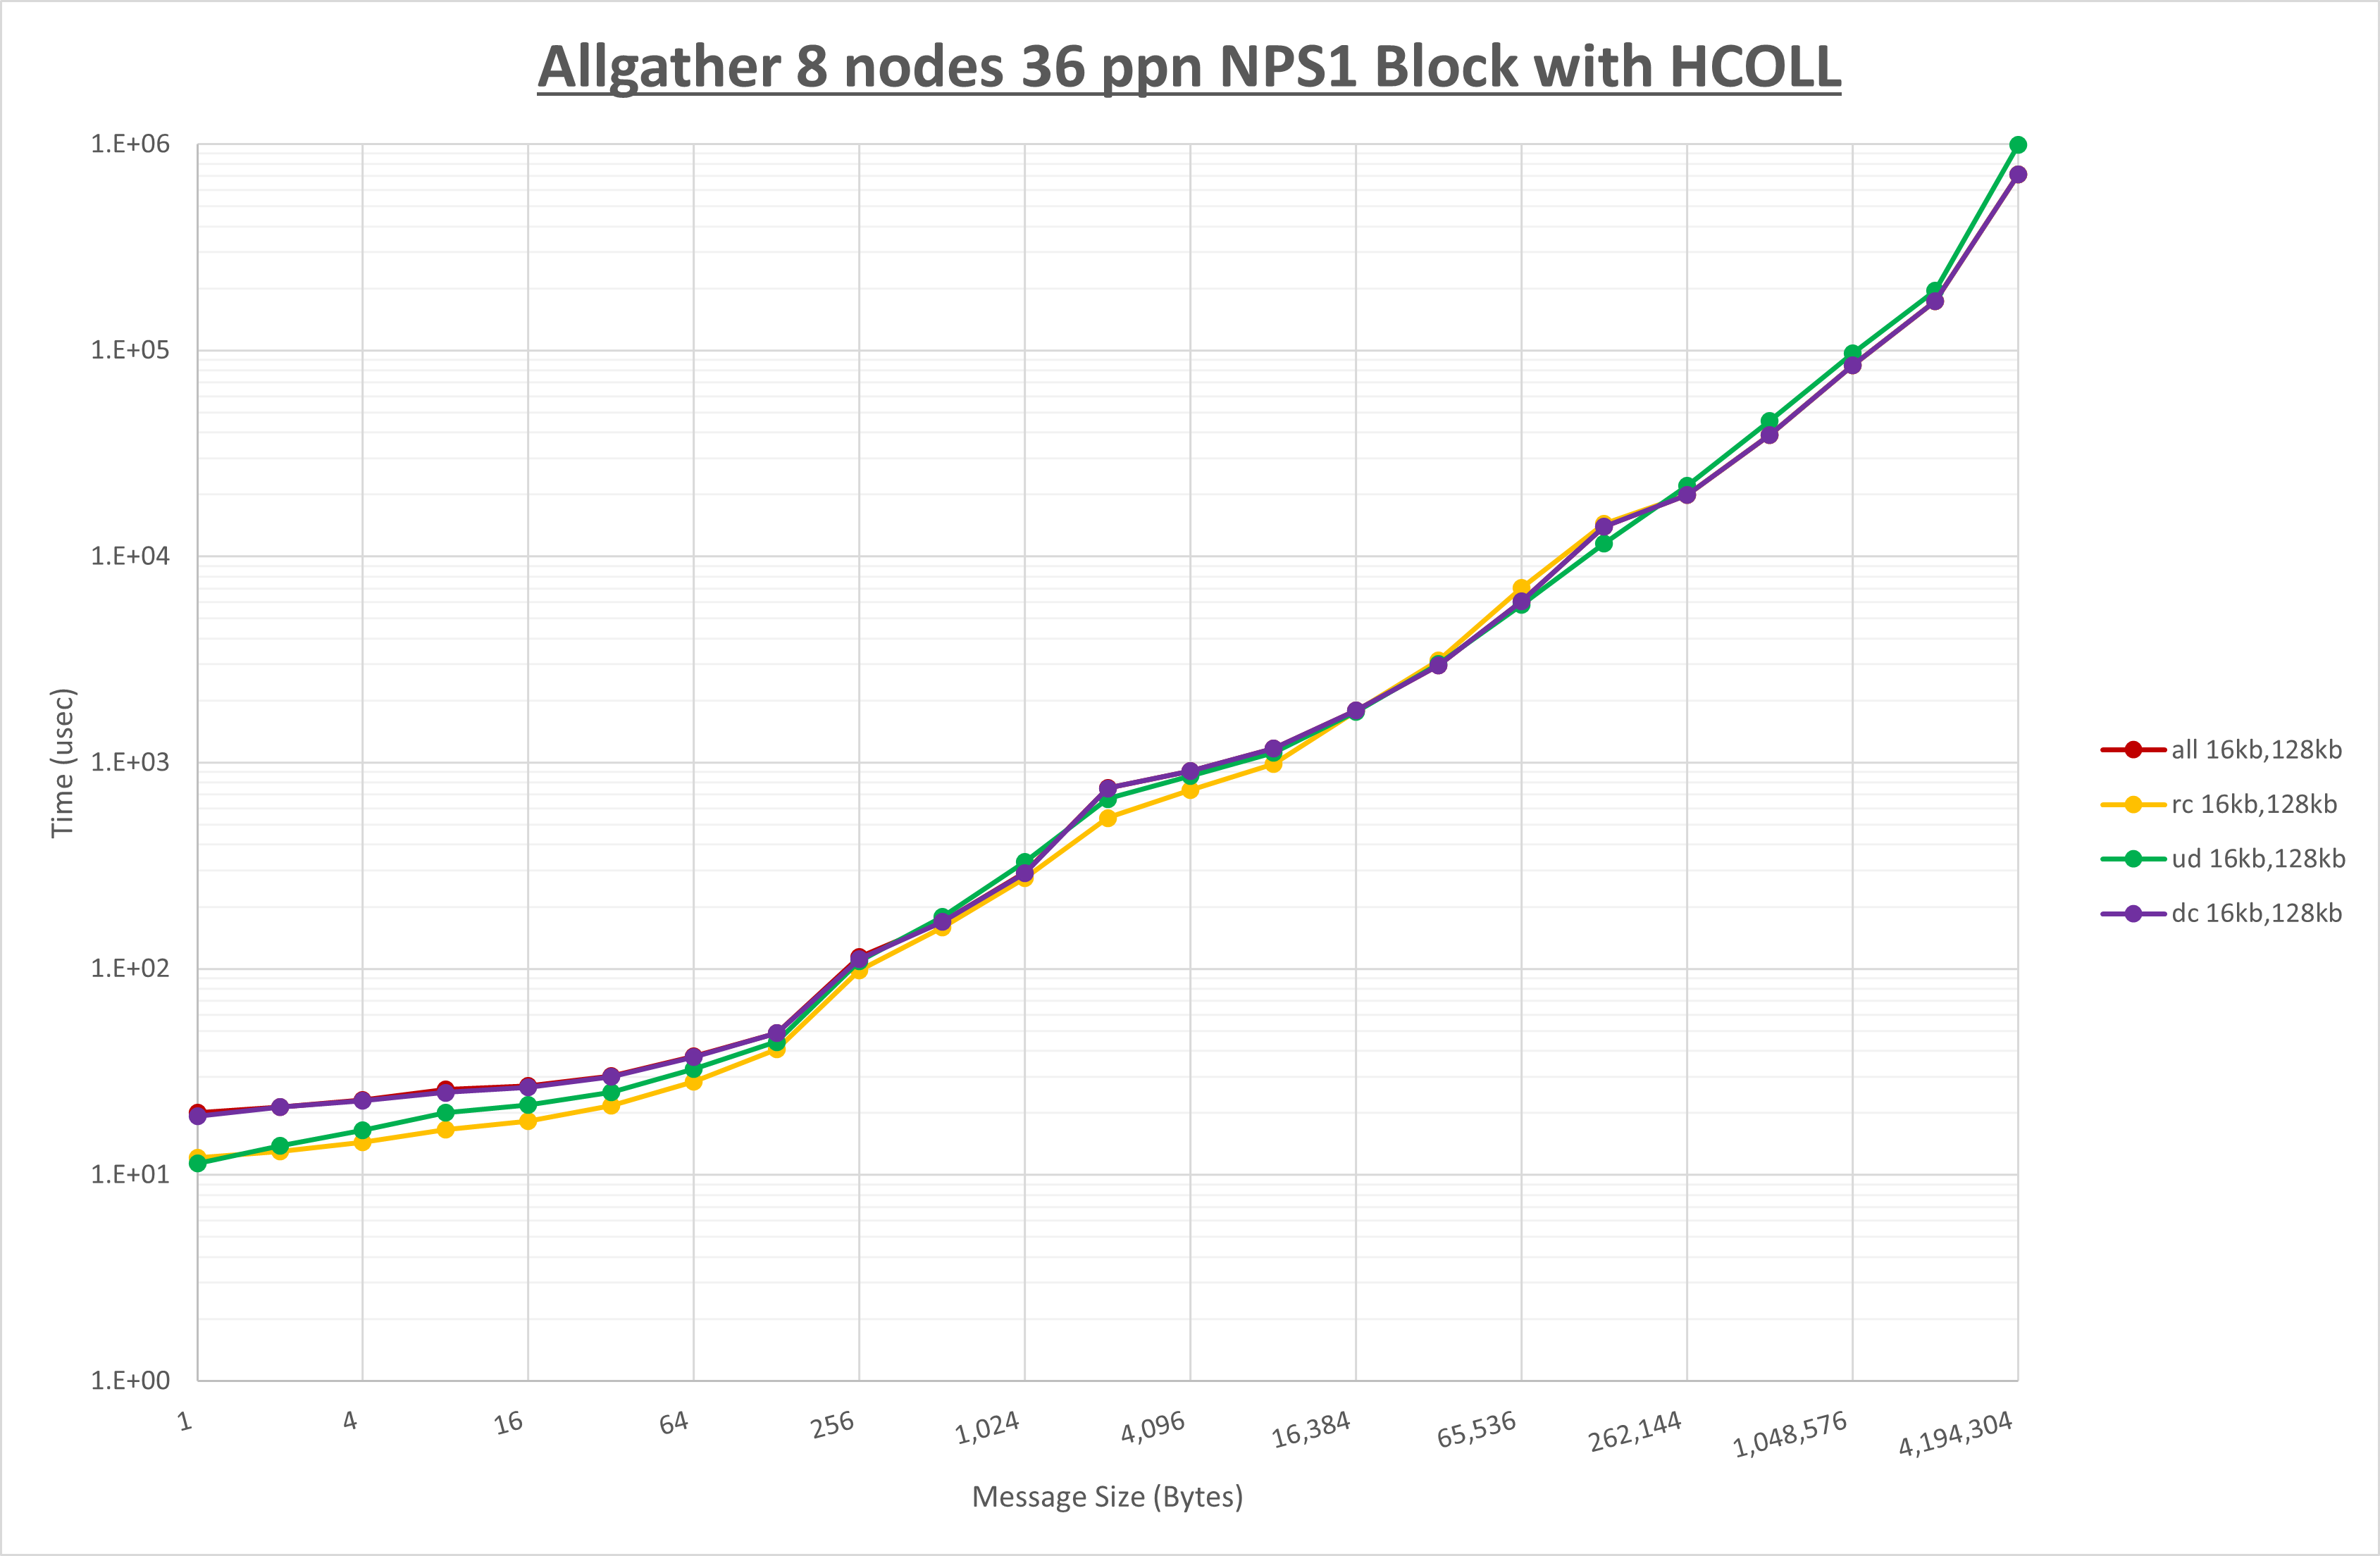 Allgather 8 nodes 36 ppn NPS1 Block with HCOLL
1.E+06
1.E+05
1.E+04
1.E+03
1.E+02
1.E+01
1.E+00
Time (usec)
1 4 16 64 256 1,024 4,096 16,384 65,536 262,144 1,048,576 4,194,304
Message Size (Bytes)
all 16kb,128kb
rc 16kb,128kb
ud 16kb,128kb
dc 16kb,128kb